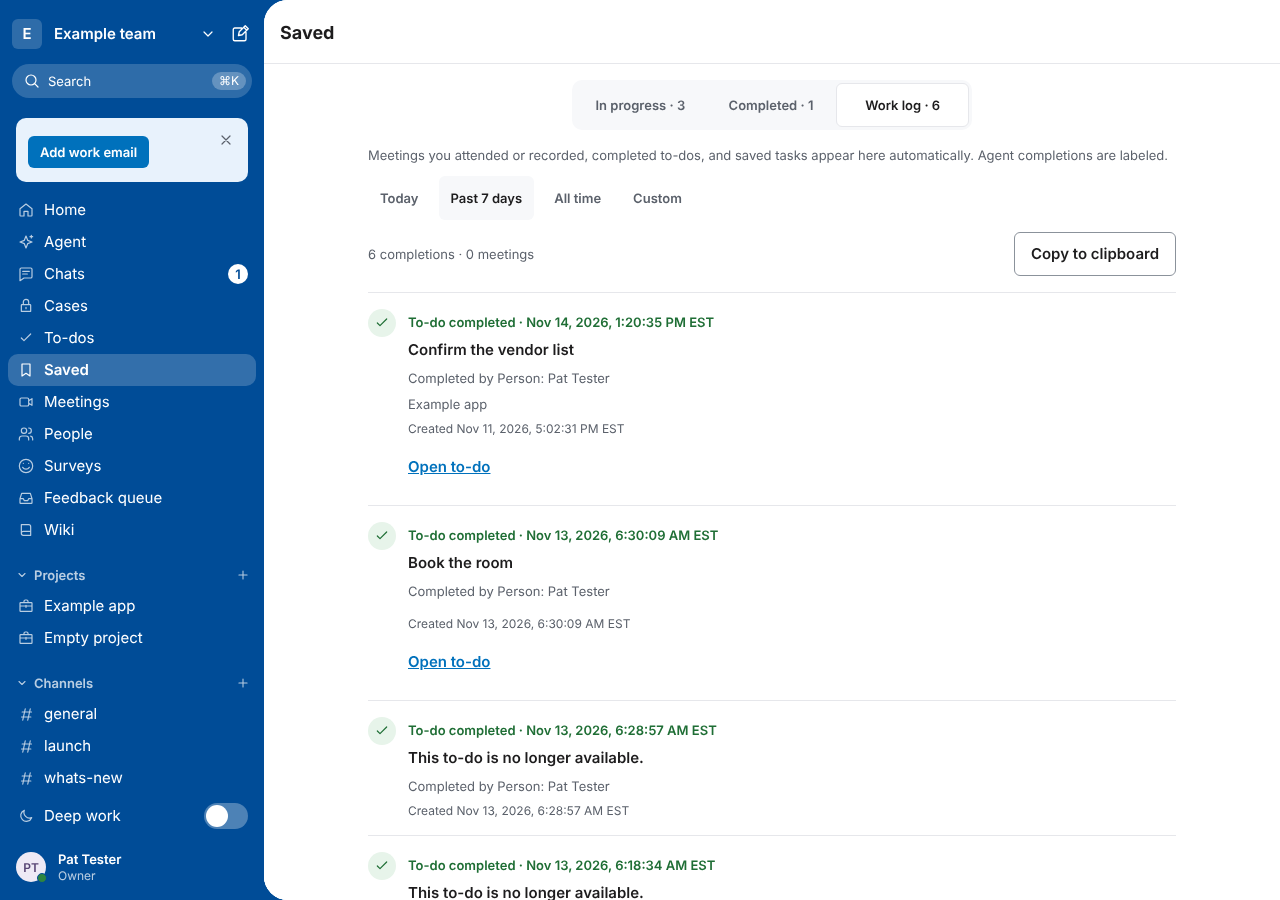 E Example team
Search ⌘K
Add work email
Home
Agent
Chats 1
Cases
To-dos
Saved
Meetings
People
Surveys
Feedback queue
Wiki
Projects
Example app
Empty project
Channels
# general
# launch
# whats-new
Deep work
PT Pat Tester
Owner
Saved
In progress · 3 Completed · 1 Work log · 6
Meetings you attended or recorded, completed to-dos, and saved tasks appear here automatically. Agent completions are labeled.
Today Past 7 days All time Custom
6 completions · 0 meetings Copy to clipboard
To-do completed · Nov 14, 2026, 1:20:35 PM EST
Confirm the vendor list
Completed by Person: Pat Tester
Example app
Created Nov 11, 2026, 5:02:31 PM EST
Open to-do
To-do completed · Nov 13, 2026, 6:30:09 AM EST
Book the room
Completed by Person: Pat Tester
Created Nov 13, 2026, 6:30:09 AM EST
Open to-do
To-do completed · Nov 13, 2026, 6:28:57 AM EST
This to-do is no longer available.
Completed by Person: Pat Tester
Created Nov 13, 2026, 6:28:57 AM EST
To-do completed · Nov 13, 2026, 6:18:34 AM EST
This to-do is no longer available.